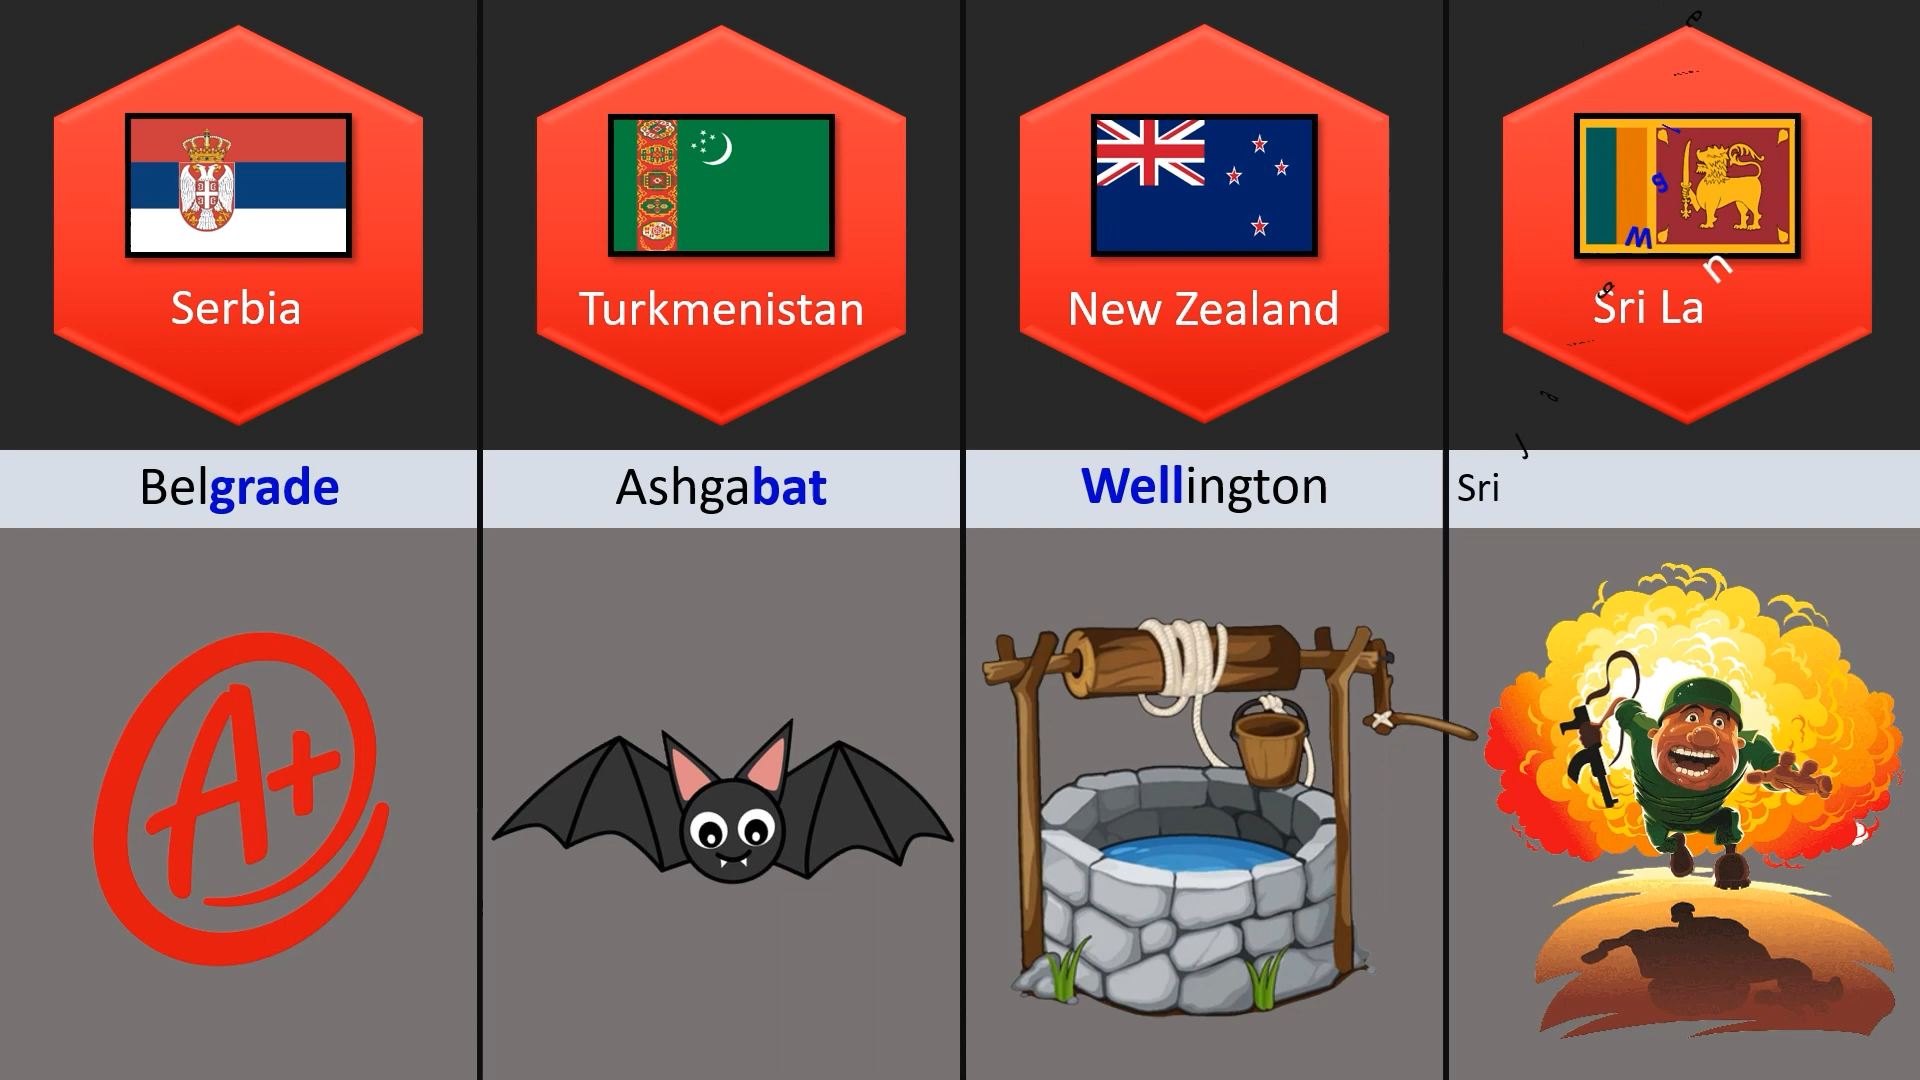 Serbia
Turkmenistan
New Zealand
Sri La
n
Belgrade
Ashgabat
Wellington
Sri
A+